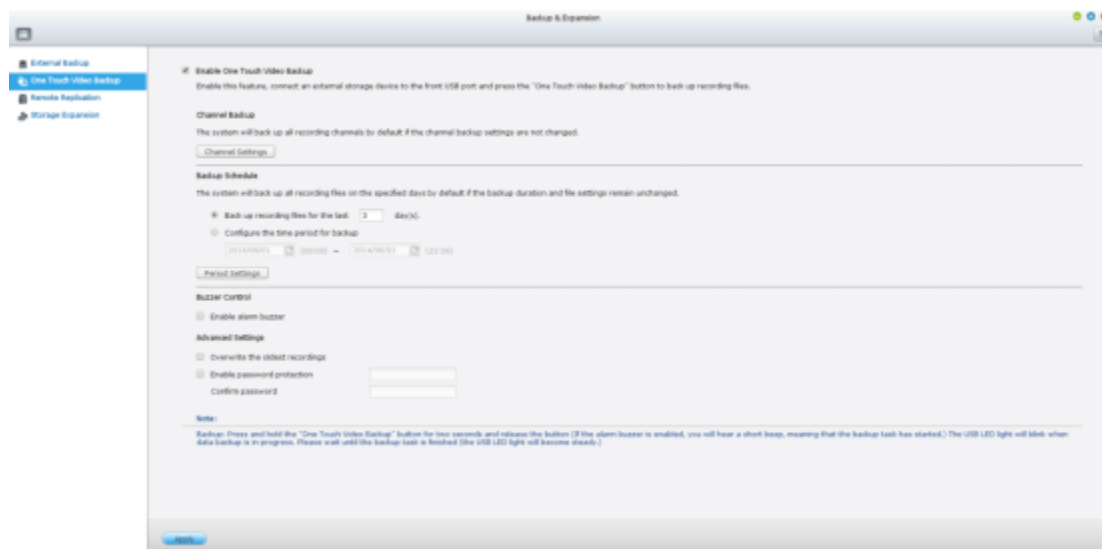 Backup & Expansion
External Backup
One Touch Video Backup
Remote Replication
Storage Expansion
Enable One Touch Video Backup
Enable this feature, connect an external storage device to the front USB port and press the "One Touch Video Backup" button to back up recording files.
Channel Backup
The system will back up all recording channels by default if the channel backup settings are not changed.
Channel Settings
Backup Schedule
The system will back up all recording files on the specified days by default if the backup duration and file settings remain unchanged.
Back up recording files for the last 3 day(s).
Configure the time period for backup
(00:00) ~ (23:59)
Period Settings
Buzzer Control
Enable alarm buzzer
Advanced Settings
Overwrite the oldest recordings
Enable password protection
Confirm password
Note:
Backup: Press and hold the "One Touch Video Backup" button for two seconds and release the button (If the alarm buzzer is enabled, you will hear a short beep, meaning that the backup task has started.) The USB LED light will blink when
data backup is in progress. Please wait until the backup task is finished (the USB LED light will become steady.)
Apply